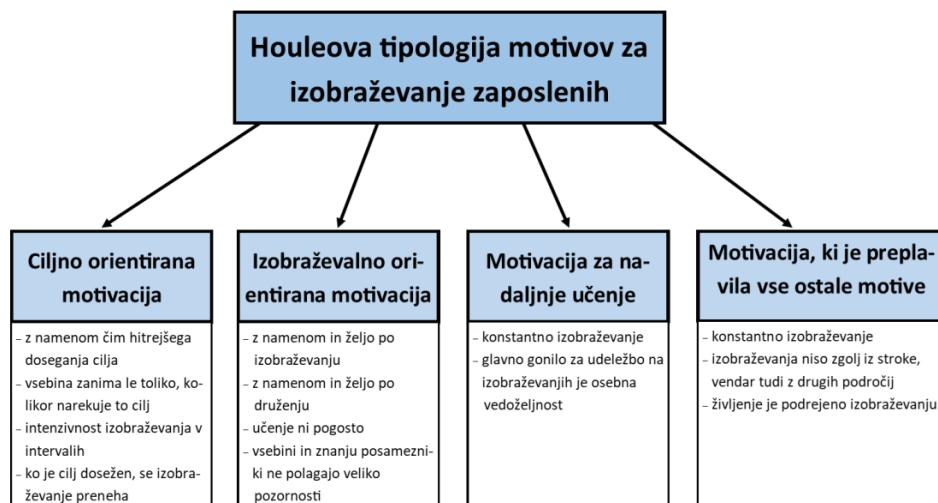 Houleova tipologija motivov za
izobraževanje zaposlenih
Ciljno orientirana
motivacija
– z namenom čim hitrejšega
doseganja cilja
– vsebina zanima le toliko, ko-
likor narekuje to cilj
– intenzivnost izobraževanja v
intervalih
– ko je cilj dosežen, se izobra-
ževanje preneha
Izobraževalno ori-
entirana motivacija
– z namenom in željo po
izobraževanju
– z namenom in željo po
druženju
– učenje ni pogosto
– vsebini in znanju posamezni-
ki ne polagajo veliko
pozornosti
Motivacija za na-
daljnje učenje
– konstantno izobraževanje
– glavno gonilo za udeležbo na
izobraževanjih je osebna
vedoželjnost
Motivacija, ki je prepla-
vila vse ostale motive
– konstantno izobraževanje
– izobraževanja niso zgolj iz stroke,
vendar tudi z drugih področij
– življenje je podrejeno izobraževanju